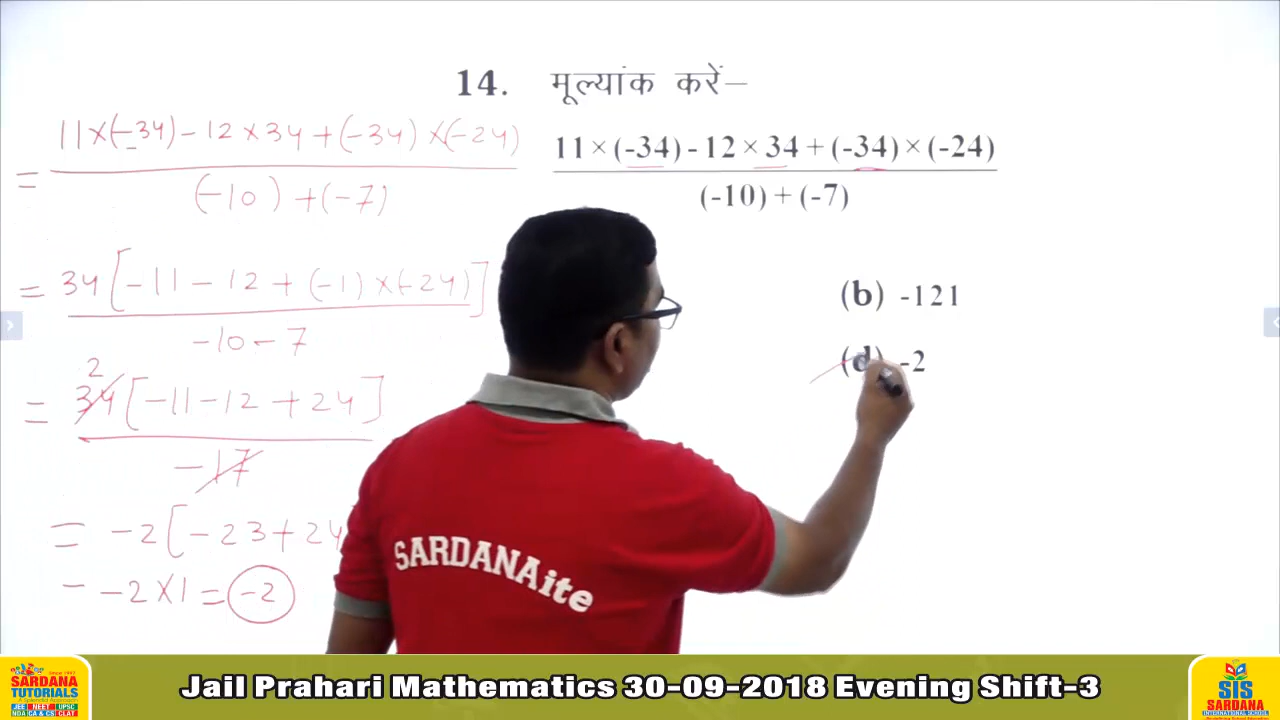 14. मूल्यांक करें–
11 × (-34) - 12 × 34 + (-34) × (-24)
(-10) + (-7)
(b) -121
(d) -2
11×(-34) - 12×34 + (-34)×(-24)
=
(-10) + (-7)
= 34[-11 - 12 + (-1)×(-24)]
-10 - 7
2
= 34[-11 - 12 + 24]
-17
= -2[-23+24
- -2×1 = -2
SARDANAite
Jail Prahari Mathematics 30-09-2018 Evening Shift-3
SARDANA
TUTORIALS
JEE NEET UPSC
NDA CA & CS CLAT
SIS
SARDANA
INTERNATIONAL SCHOOL